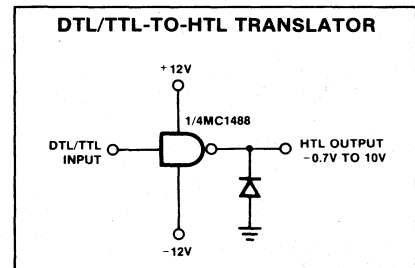 DTL/TTL-TO-HTL TRANSLATOR
+12V
1/4MC1488
DTL/TTL
INPUT
HTL OUTPUT
-0.7V TO 10V
-12V